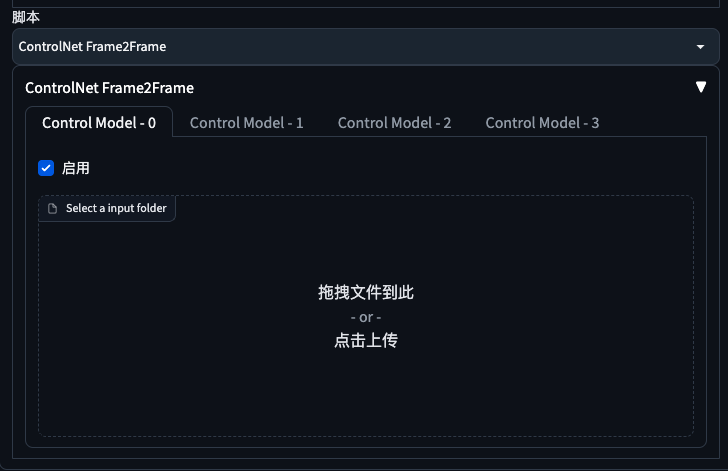 脚本
ControlNet Frame2Frame
ControlNet Frame2Frame
Control Model - 0
Control Model - 1
Control Model - 2
Control Model - 3
启用
Select a input folder
拖拽文件到此
- or -
点击上传